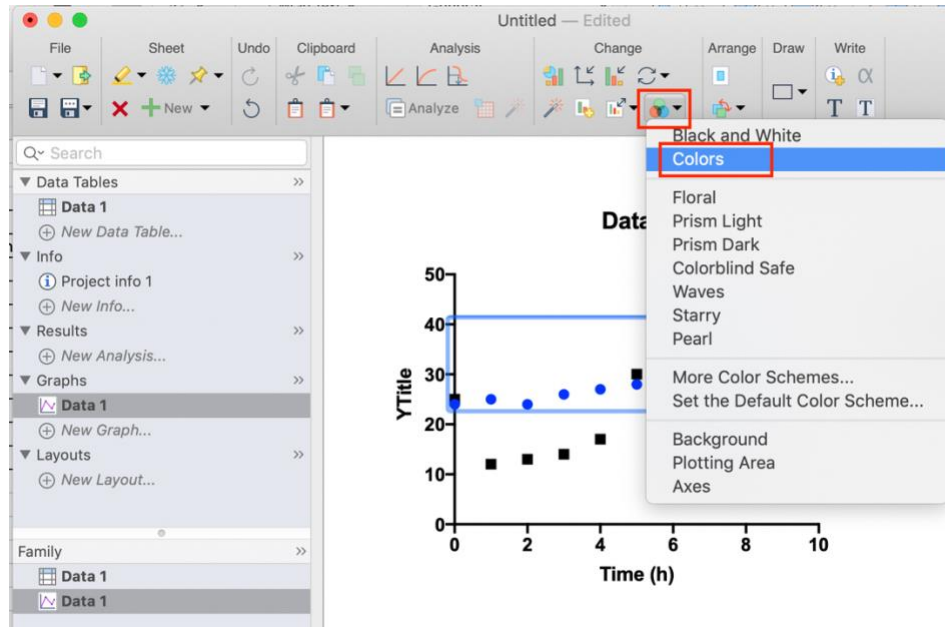 Untitled — Edited
File Sheet Undo Clipboard Analysis Change Arrange Draw Write
New
Analyze
α
T T
Search
Data Tables
Data 1
New Data Table...
Info
Project info 1
New Info...
Results
New Analysis...
Graphs
Data 1
New Graph...
Layouts
New Layout...
Family
Data 1
Data 1
Black and White
Colors
Floral
Prism Light
Prism Dark
Colorblind Safe
Waves
Starry
Pearl
More Color Schemes...
Set the Default Color Scheme...
Background
Plotting Area
Axes
Data
50
40
30
20
10
0
YTitle
0 2 4 6 8 10
Time (h)